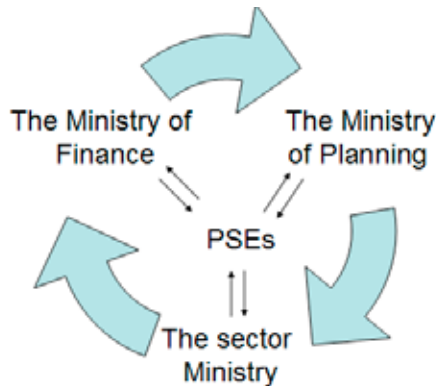 The Ministry of
Finance
The Ministry
of Planning
PSEs
The sector
Ministry